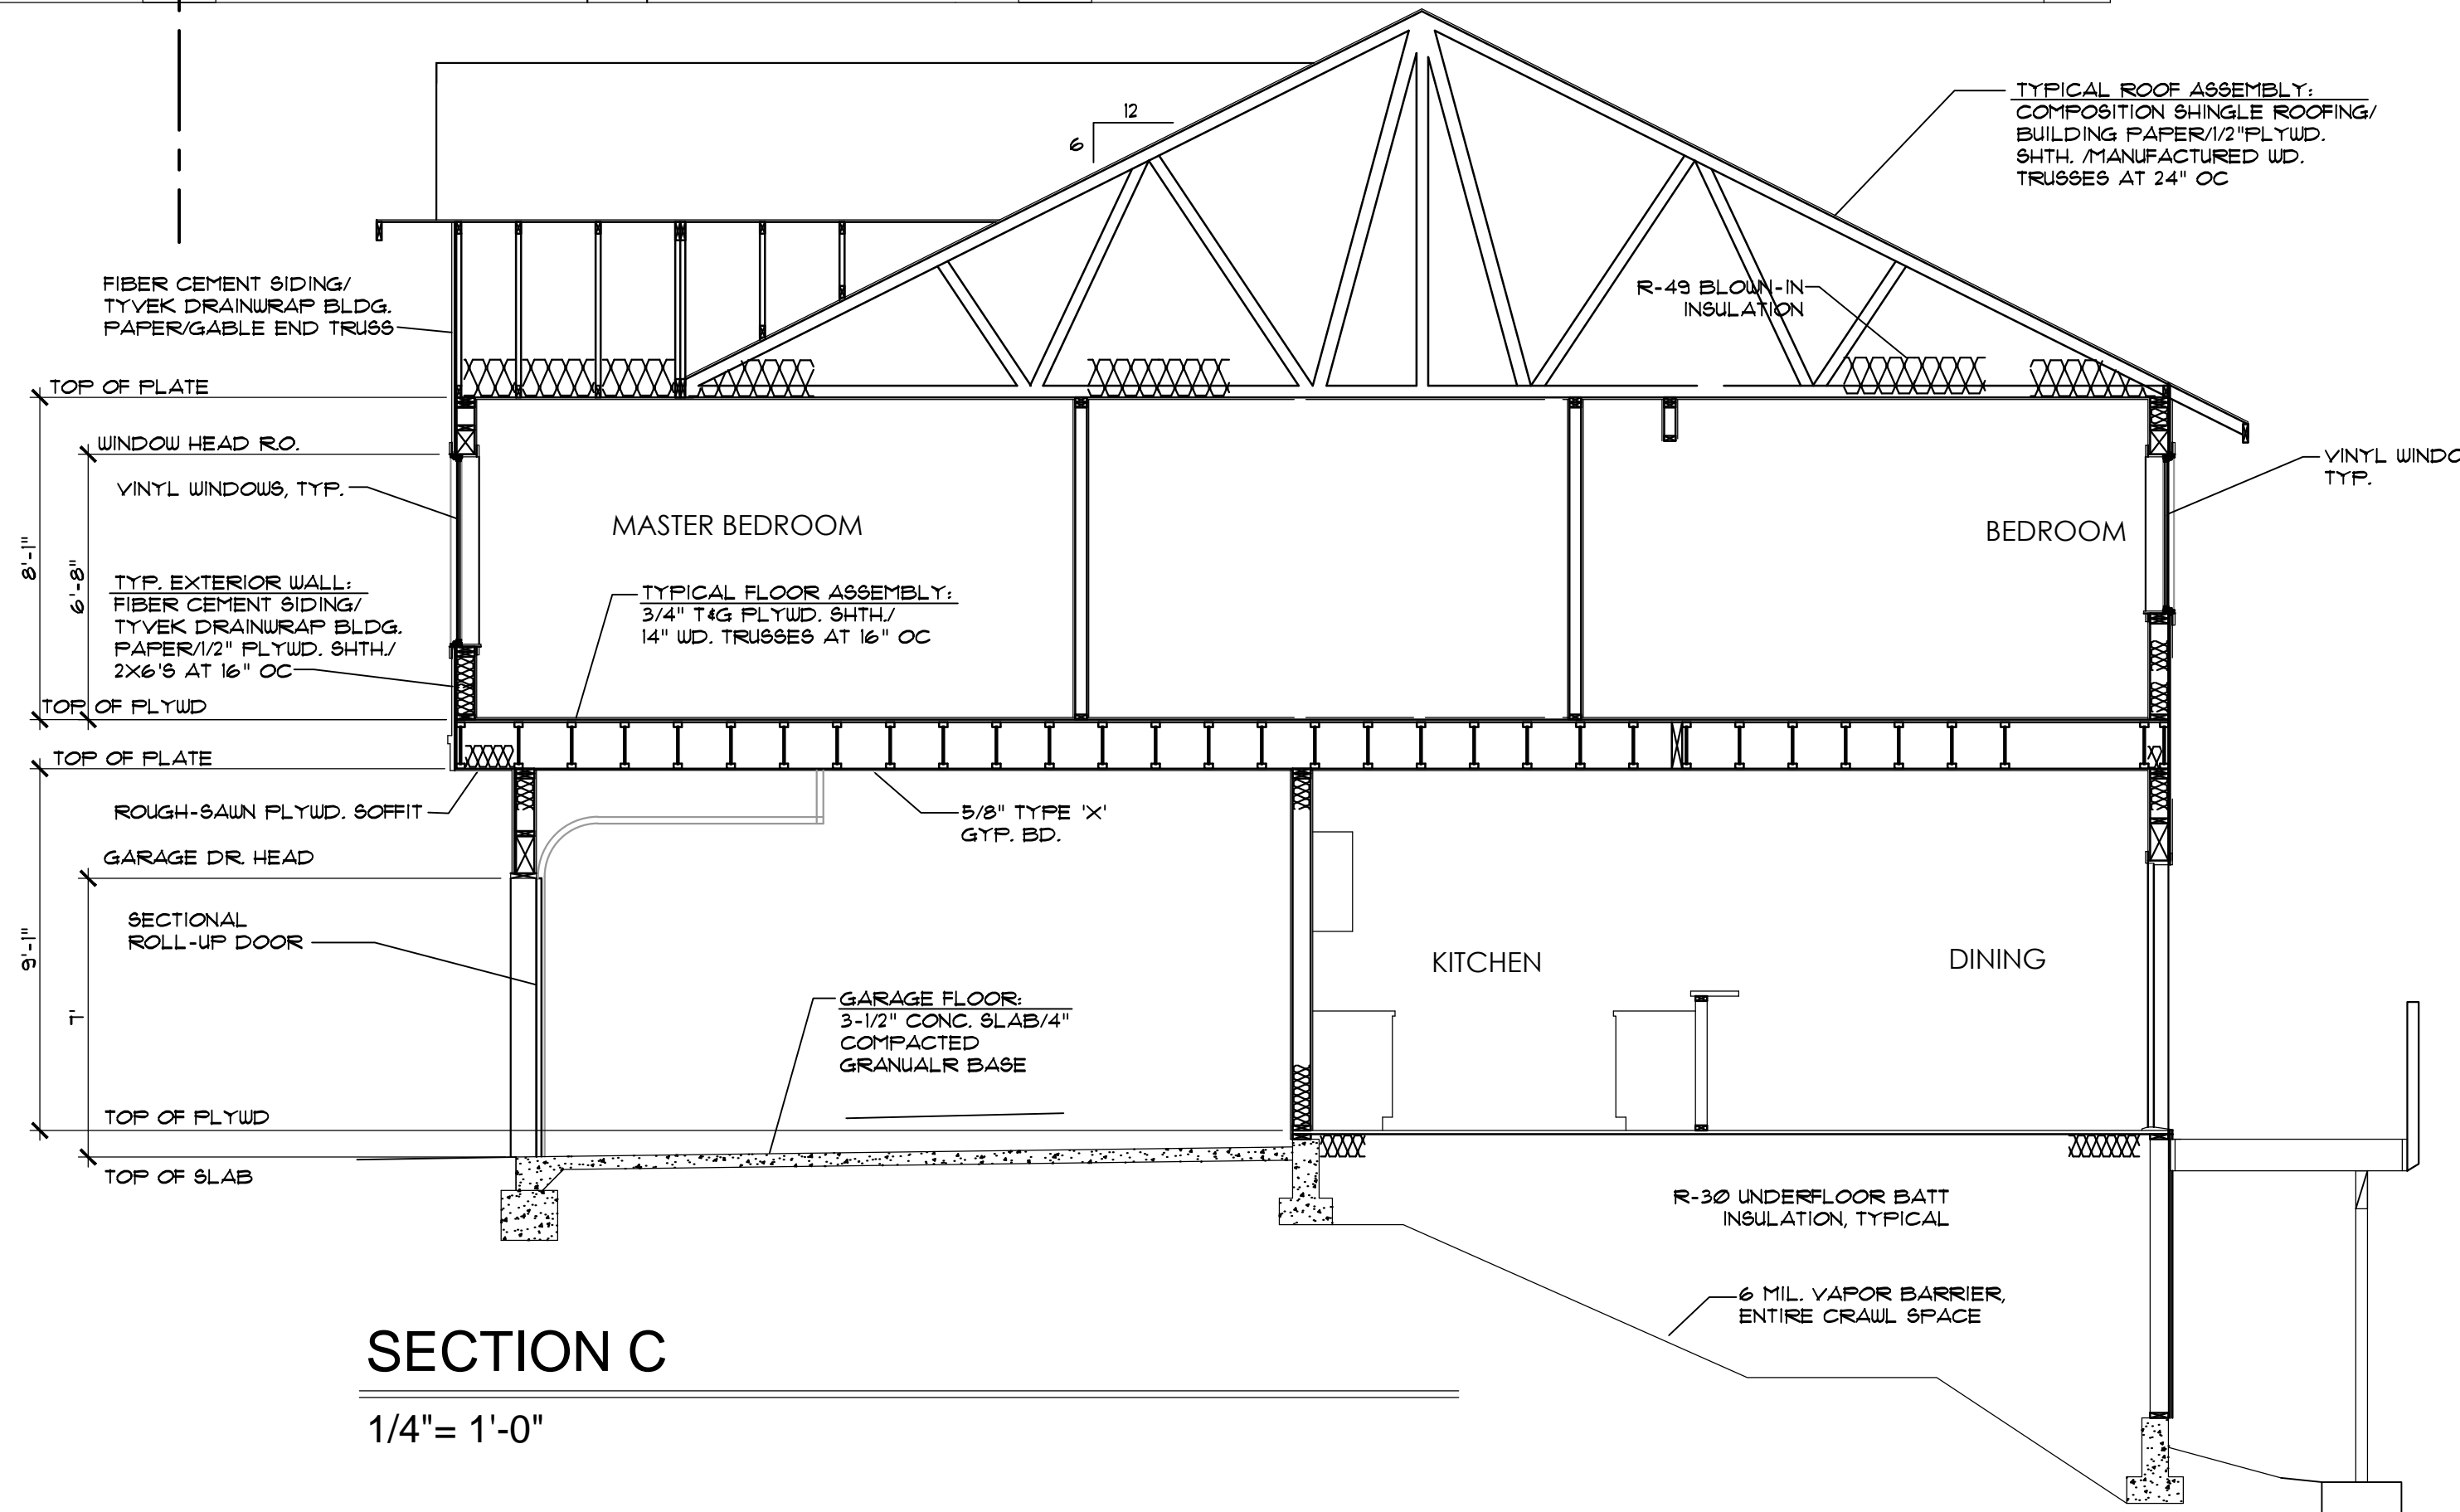 12
6
TYPICAL ROOF ASSEMBLY:
COMPOSITION SHINGLE ROOFING/
BUILDING PAPER/1/2"PLYWD.
SHTH. /MANUFACTURED WD.
TRUSSES AT 24" OC
FIBER CEMENT SIDING/
TYVEK DRAINWRAP BLDG.
PAPER/GABLE END TRUSS
R-49 BLOWN-IN
INSULATION
TOP OF PLATE
WINDOW HEAD R.O.
VINYL WINDOWS, TYP.
VINYL WINDO
TYP.
MASTER BEDROOM
BEDROOM
8'-1"
6'-8"
TYP. EXTERIOR WALL:
FIBER CEMENT SIDING/
TYVEK DRAINWRAP BLDG.
PAPER/1/2" PLYWD. SHTH./
2X6'S AT 16" OC
TYPICAL FLOOR ASSEMBLY:
3/4" T&G PLYWD. SHTH./
14" WD. TRUSSES AT 16" OC
TOP OF PLYWD
TOP OF PLATE
ROUGH-SAWN PLYWD. SOFFIT
5/8" TYPE 'X'
GYP. BD.
GARAGE DR. HEAD
SECTIONAL
ROLL-UP DOOR
9'-1"
7'
KITCHEN
DINING
GARAGE FLOOR:
3-1/2" CONC. SLAB/4"
COMPACTED
GRANUALR BASE
TOP OF PLYWD
TOP OF SLAB
R-30 UNDERFLOOR BATT
INSULATION, TYPICAL
6 MIL. VAPOR BARRIER,
ENTIRE CRAWL SPACE
SECTION C
1/4"= 1'-0"